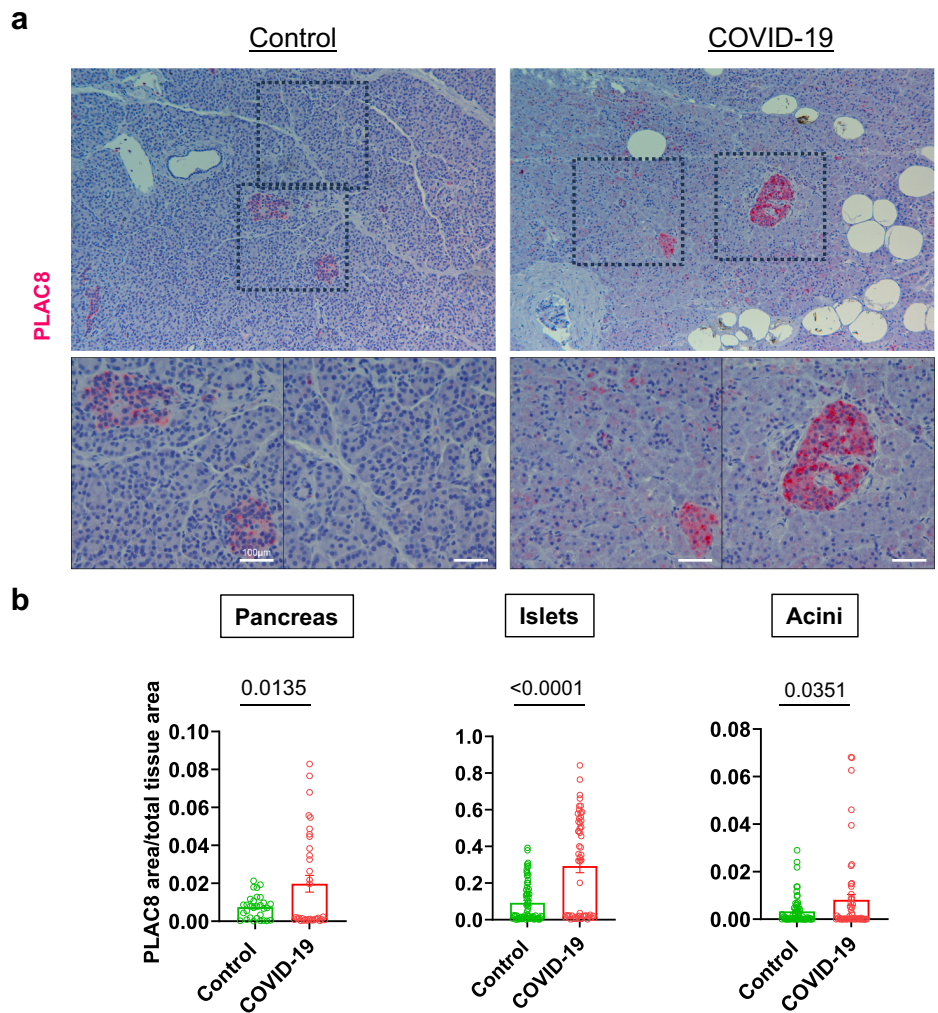 a
Control
COVID-19
PLAC8
100µm
b
Pancreas
Islets
Acini
0.0135
<0.0001
0.0351
PLAC8 area/total tissue area
0.10
0.08
0.06
0.04
0.02
0.00
Control
COVID-19
1.0
0.8
0.6
0.4
0.2
0.0
Control
COVID-19
0.08
0.06
0.04
0.02
0.00
Control
COVID-19